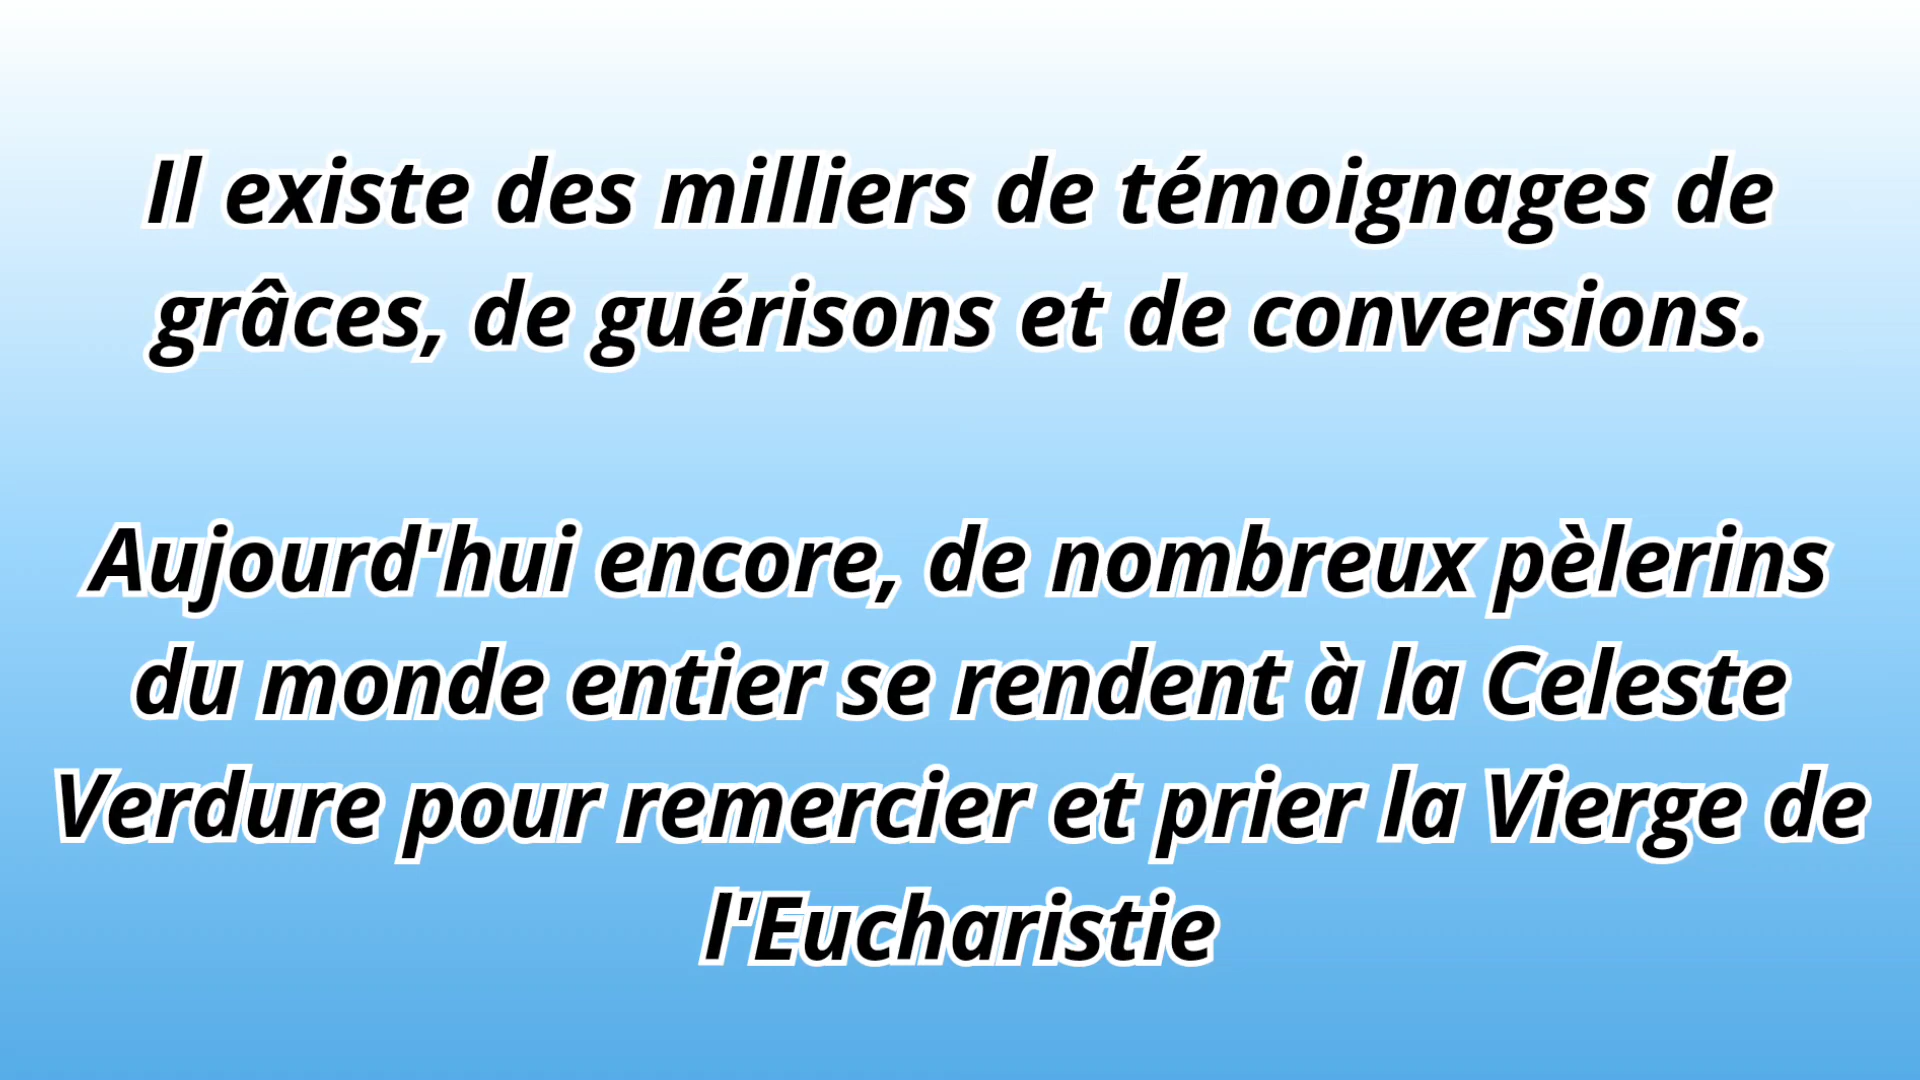 Il existe des milliers de témoignages de
grâces, de guérisons et de conversions.
Aujourd'hui encore, de nombreux pèlerins
du monde entier se rendent à la Celeste
Verdure pour remercier et prier la Vierge de
l'Eucharistie